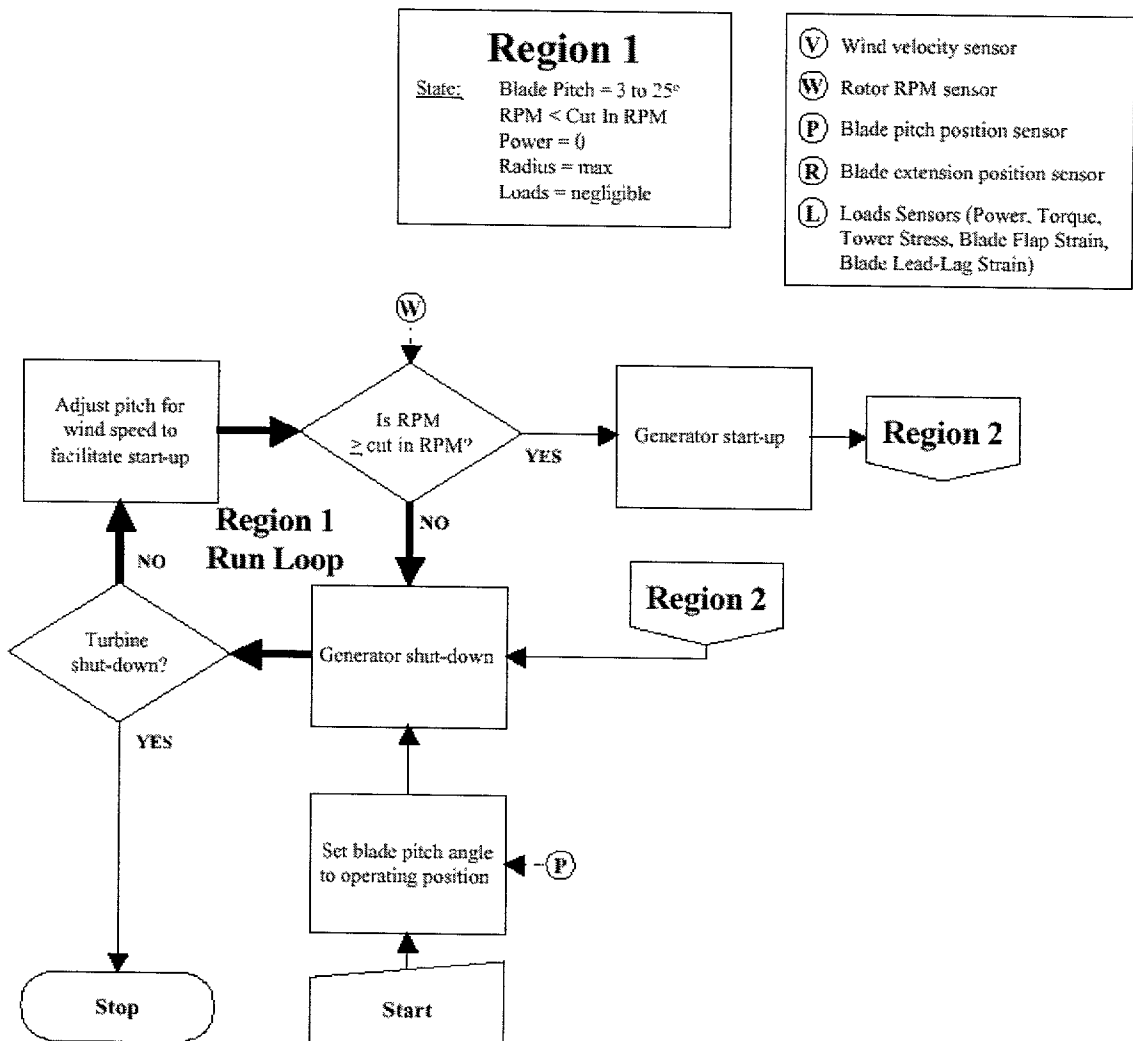 Region 1
State: Blade Pitch = 3 to 25°
RPM < Cut In RPM
Power = 0
Radius = max
Loads = negligible
V Wind velocity sensor
W Rotor RPM sensor
P Blade pitch position sensor
R Blade extension position sensor
L Loads Sensors (Power, Torque,
Tower Stress, Blade Flap Strain,
Blade Lead-Lag Strain)
W
Adjust pitch for
wind speed to
facilitate start-up
Is RPM
≥ cut in RPM?
YES
Generator start-up
Region 2
NO
Region 1
Run Loop
NO
Region 2
Turbine
shut-down?
Generator shut-down
YES
Set blade pitch angle
to operating position
P
Stop
Start